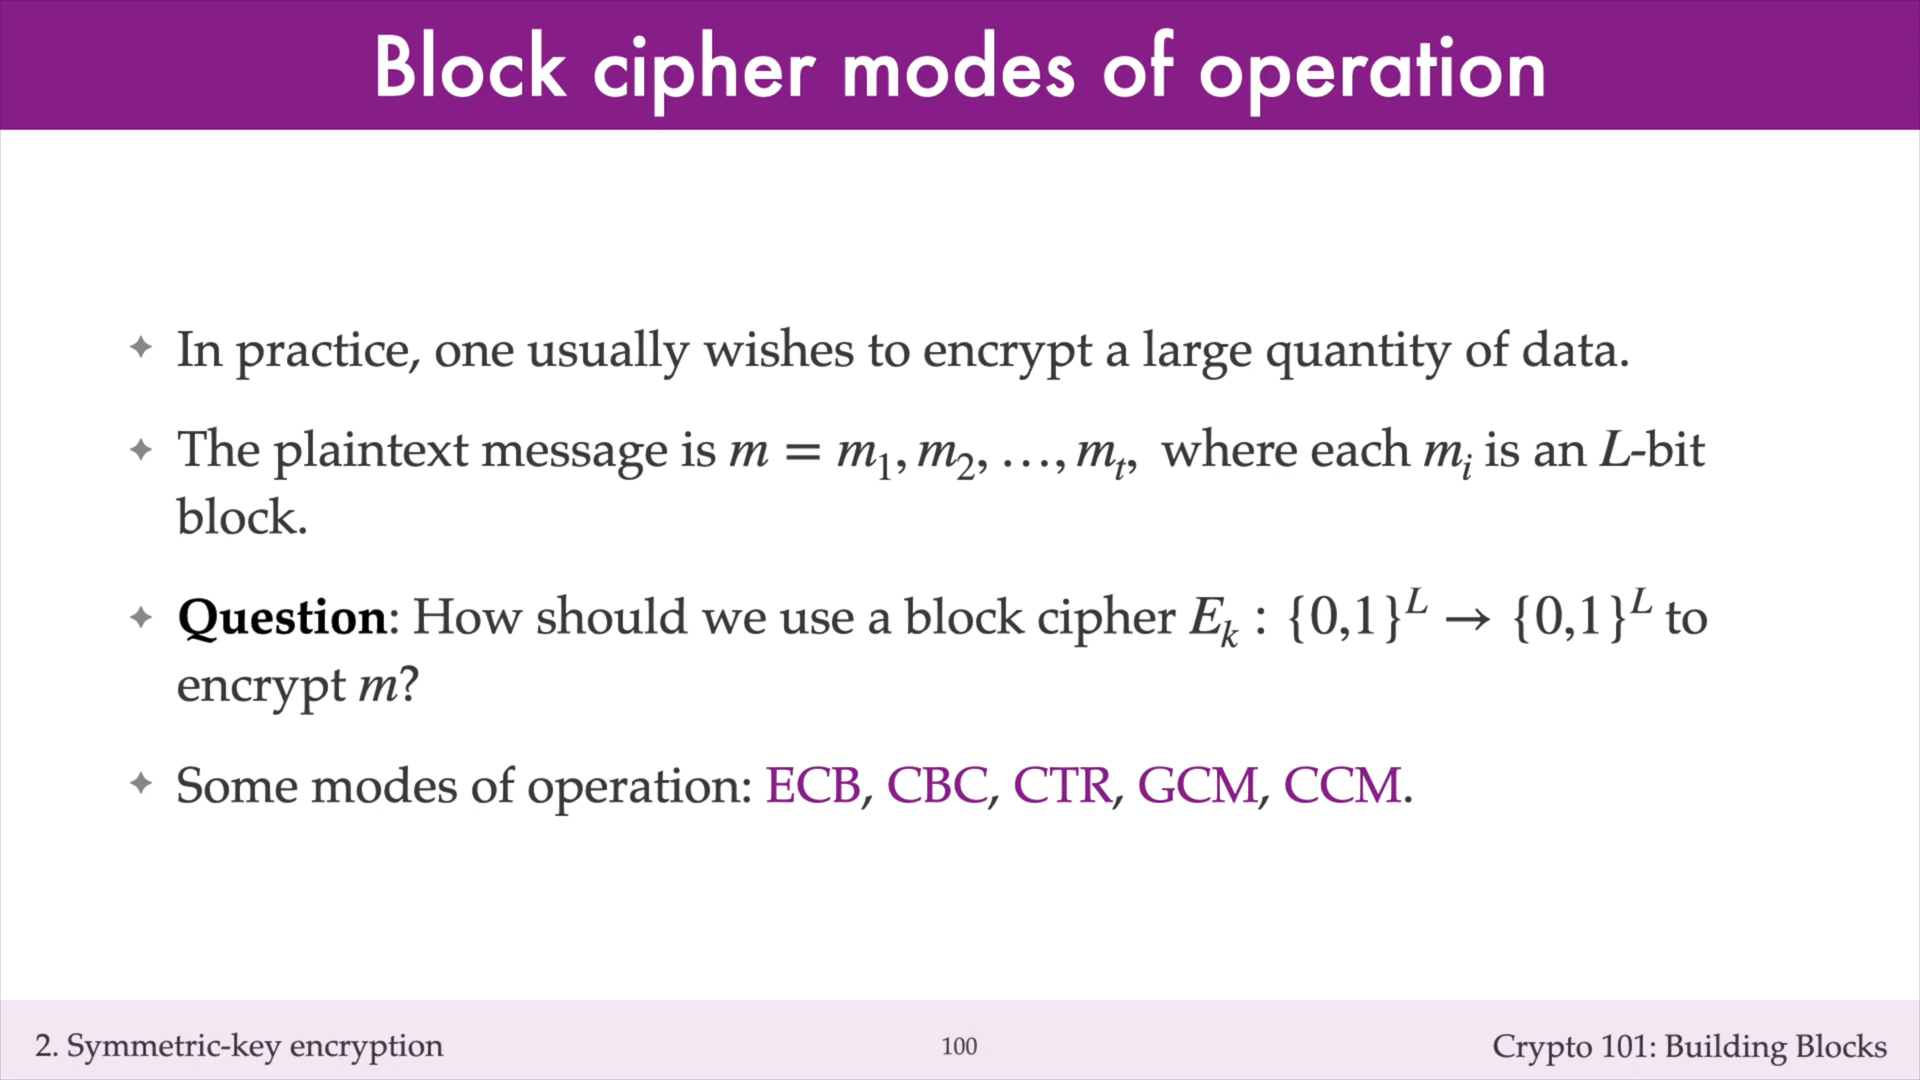 Block cipher modes of operation
✦ In practice, one usually wishes to encrypt a large quantity of data.
✦ The plaintext message is m = m₁, m₂, …, mₜ, where each mᵢ is an L-bit
block.
✦ Question: How should we use a block cipher Eₖ : {0,1}ᴸ → {0,1}ᴸ to
encrypt m?
✦ Some modes of operation: ECB, CBC, CTR, GCM, CCM.
2. Symmetric-key encryption
100
Crypto 101: Building Blocks